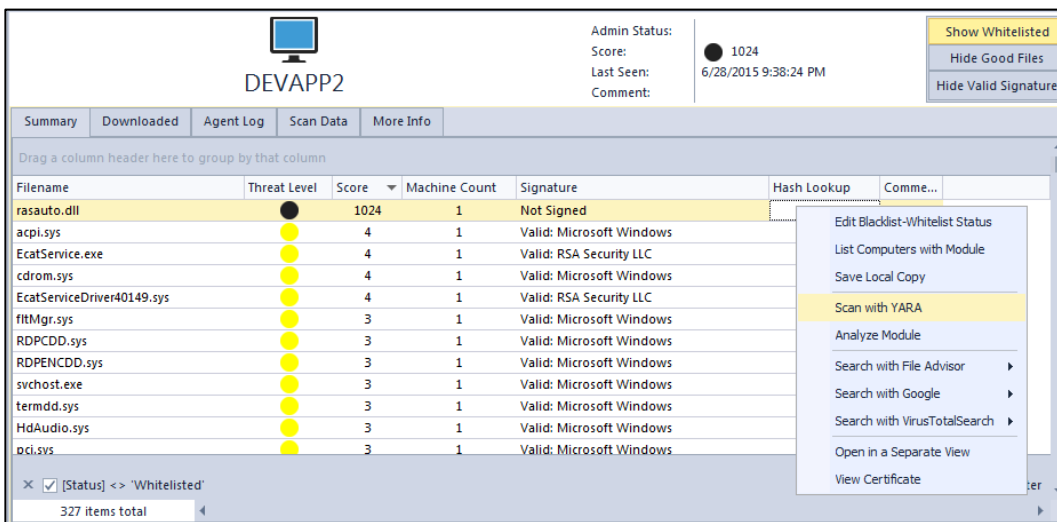 Admin Status:
Score: 1024
Last Seen: 6/28/2015 9:38:24 PM
Comment:
DEVAPP2
Show Whitelisted
Hide Good Files
Hide Valid Signature
Summary Downloaded Agent Log Scan Data More Info
Drag a column header here to group by that column
Filename Threat Level Score Machine Count Signature Hash Lookup Comme...
rasauto.dll 1024 1 Not Signed
acpi.sys 4 1 Valid: Microsoft Windows
EcatService.exe 4 1 Valid: RSA Security LLC
cdrom.sys 4 1 Valid: Microsoft Windows
EcatServiceDriver40149.sys 4 1 Valid: RSA Security LLC
fltMgr.sys 3 1 Valid: Microsoft Windows
RDPCDD.sys 3 1 Valid: Microsoft Windows
RDPENCDD.sys 3 1 Valid: Microsoft Windows
svchost.exe 3 1 Valid: Microsoft Windows
termdd.sys 3 1 Valid: Microsoft Windows
HdAudio.sys 3 1 Valid: Microsoft Windows
pci.sys 3 1 Valid: Microsoft Windows
Edit Blacklist-Whitelist Status
List Computers with Module
Save Local Copy
Scan with YARA
Analyze Module
Search with File Advisor
Search with Google
Search with VirusTotalSearch
Open in a Separate View
View Certificate
[Status] <> 'Whitelisted'
327 items total